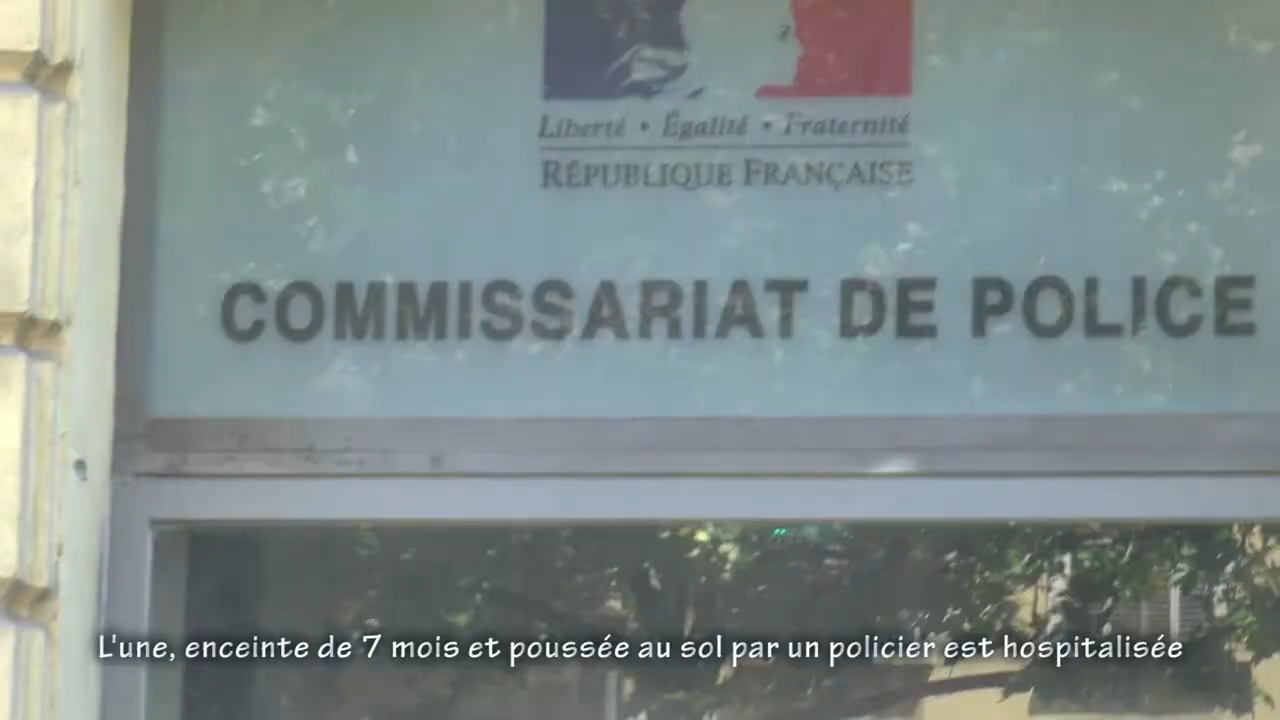 Liberté • Égalité • Fraternité
RÉPUBLIQUE FRANÇAISE
COMMISSARIAT DE POLICE
L'une, enceinte de 7 mois et poussée au sol par un policier est hospitalisée